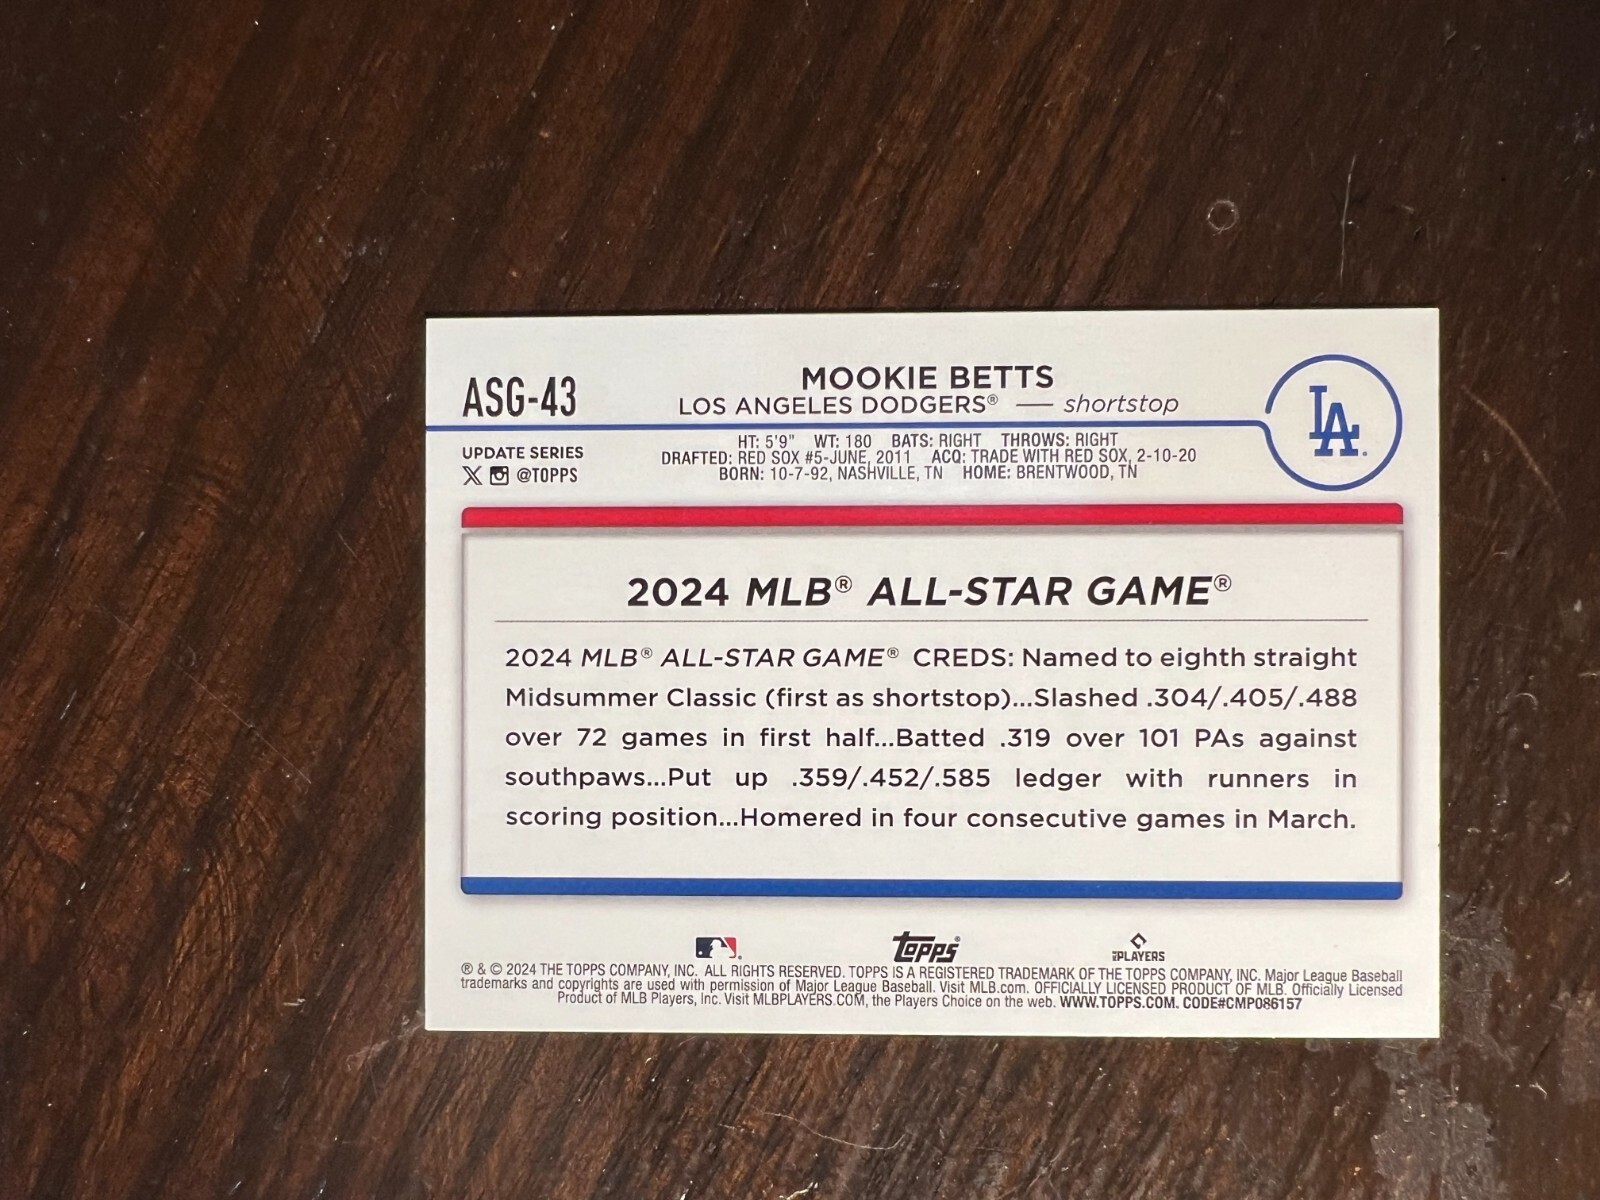 ASG-43
MOOKIE BETTS
LOS ANGELES DODGERS® — shortstop
LA
UPDATE SERIES
@TOPPS
HT: 5'9" WT: 180 BATS: RIGHT THROWS: RIGHT
DRAFTED: RED SOX #5-JUNE, 2011 ACQ: TRADE WITH RED SOX, 2-10-20
BORN: 10-7-92, NASHVILLE, TN HOME: BRENTWOOD, TN
2024 MLB® ALL-STAR GAME®
2024 MLB® ALL-STAR GAME® CREDS: Named to eighth straight
Midsummer Classic (first as shortstop)...Slashed .304/.405/.488
over 72 games in first half...Batted .319 over 101 PAs against
southpaws...Put up .359/.452/.585 ledger with runners in
scoring position...Homered in four consecutive games in March.
Topps®
MLBPLAYERS
® & © 2024 THE TOPPS COMPANY, INC. ALL RIGHTS RESERVED. TOPPS IS A REGISTERED TRADEMARK OF THE TOPPS COMPANY, INC. Major League Baseball
trademarks and copyrights are used with permission of Major League Baseball. Visit MLB.com. OFFICIALLY LICENSED PRODUCT OF MLB. Officially Licensed
Product of MLB Players, Inc. Visit MLBPLAYERS.COM, the Players Choice on the web. WWW.TOPPS.COM. CODE#CMP086157